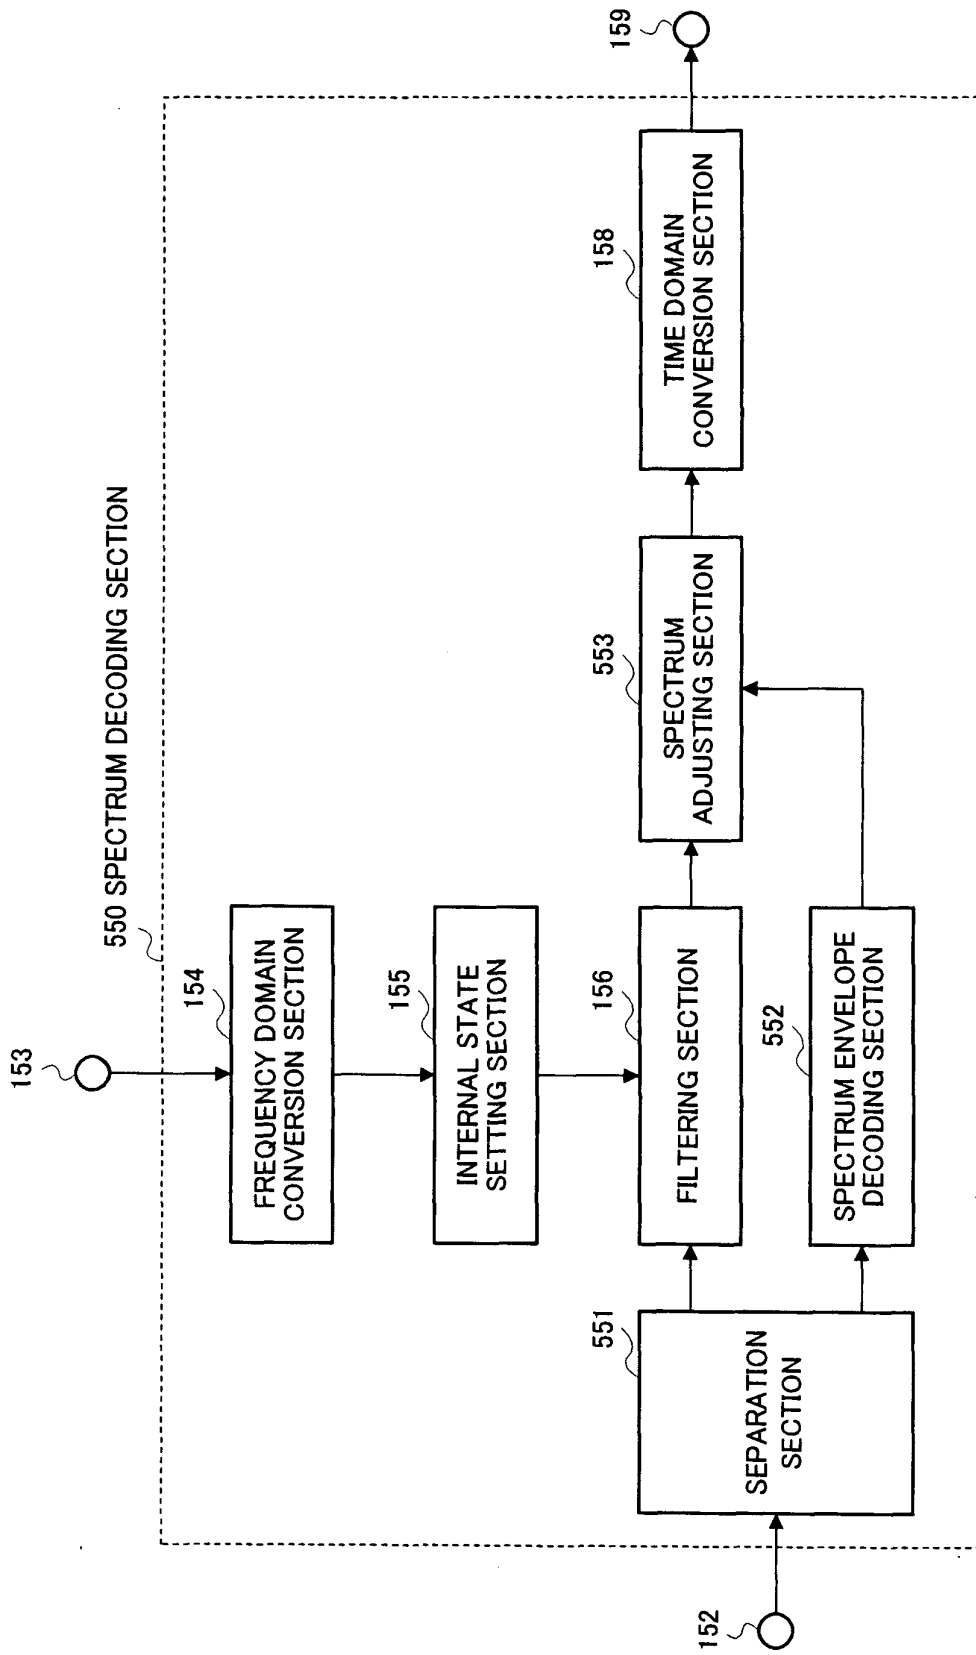 550 SPECTRUM DECODING SECTION
153
154
FREQUENCY DOMAIN
CONVERSION SECTION
155
INTERNAL STATE
SETTING SECTION
152
551
SEPARATION
SECTION
156
FILTERING SECTION
552
SPECTRUM ENVELOPE
DECODING SECTION
553
SPECTRUM
ADJUSTING SECTION
158
TIME DOMAIN
CONVERSION SECTION
159